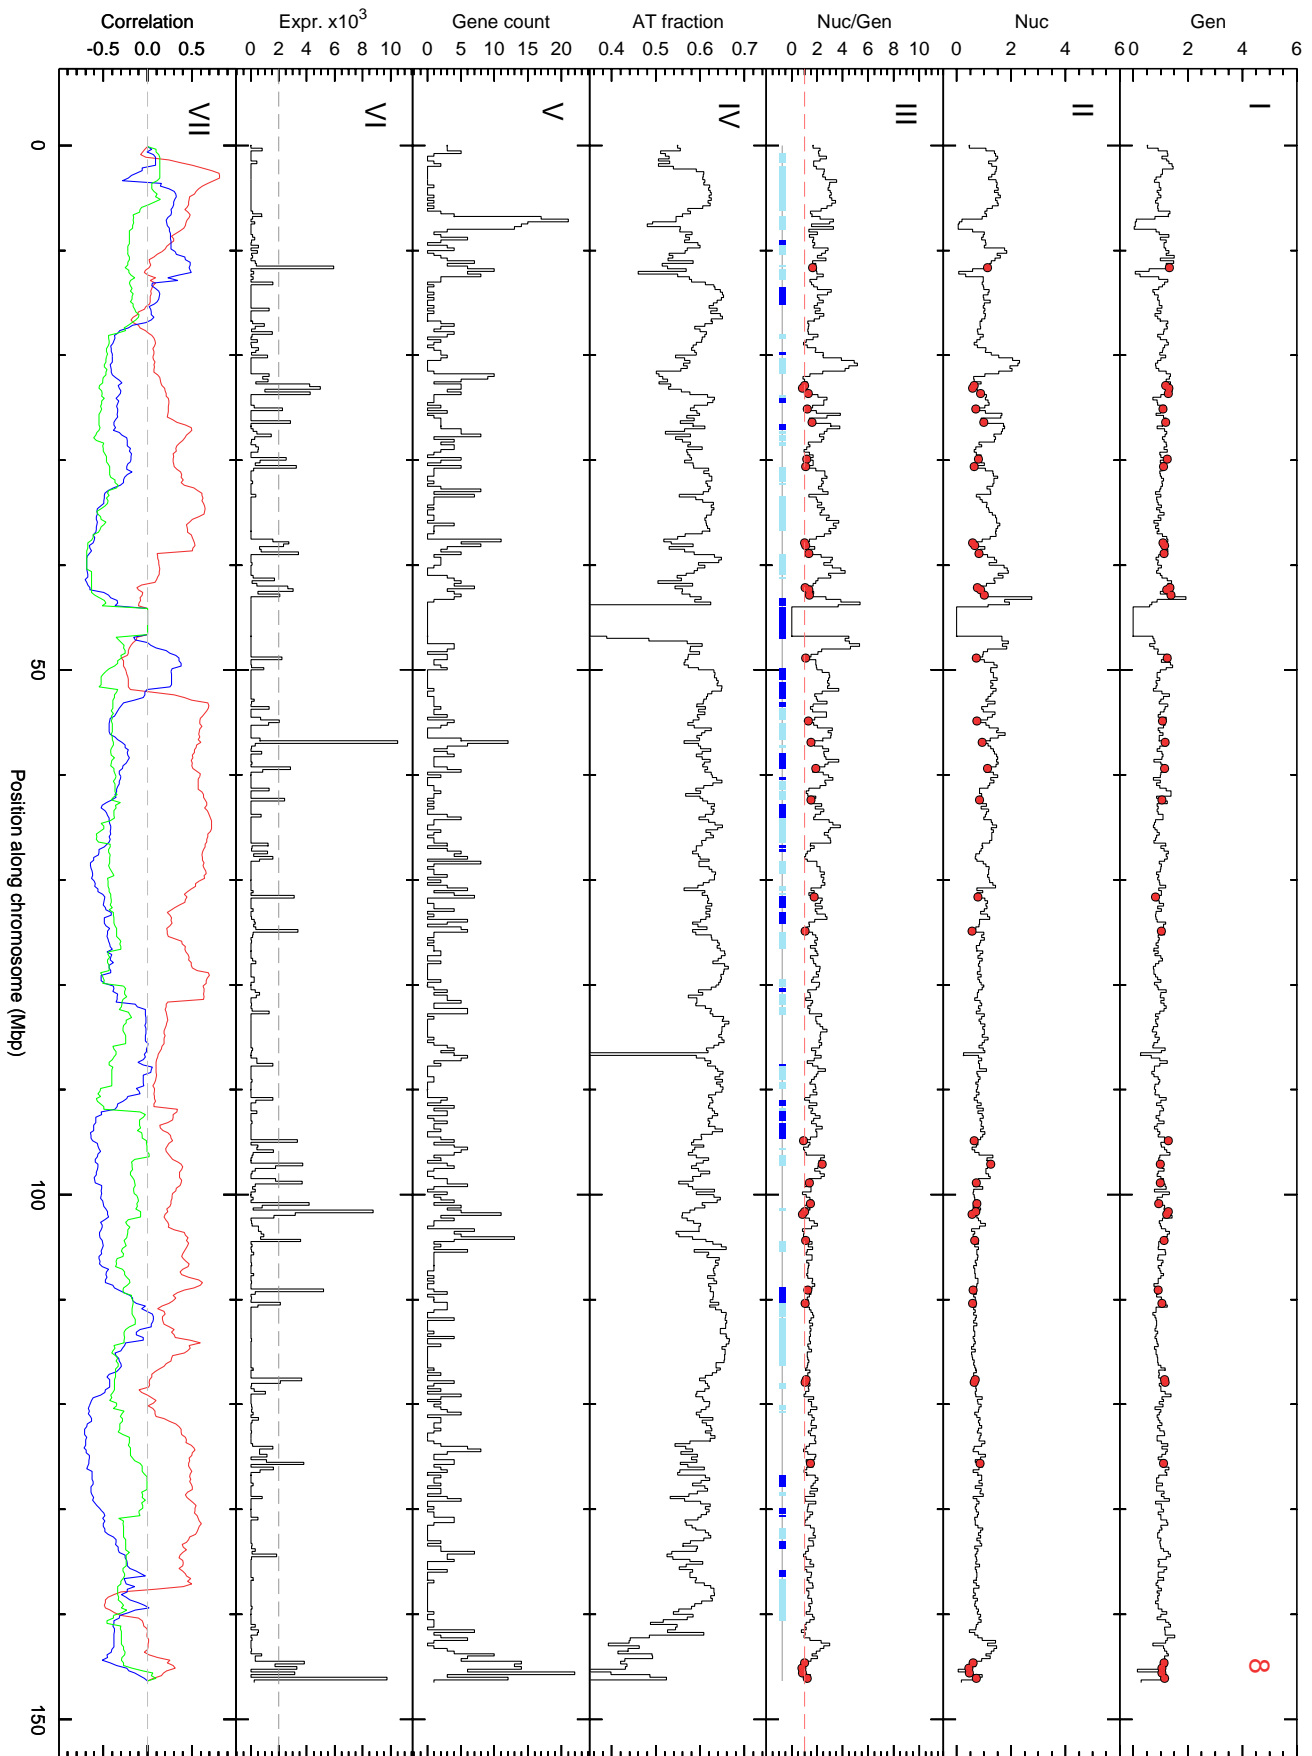 Correlation
-0.5 0.0 0.5
Expr. x10³
0 2 4 6 8 10
Gene count
0 5 10 15 20
AT fraction
0.4 0.5 0.6 0.7
Nuc/Gen
0 2 4 6 8 10
Nuc
0 2 4 6
Gen
0 2 4 6
VII
VI
V
IV
III
II
I
0
50
100
150
Position along chromosome (Mbp)
8